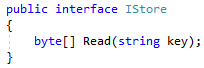 public interface IStore
{
    byte[] Read(string key);
}